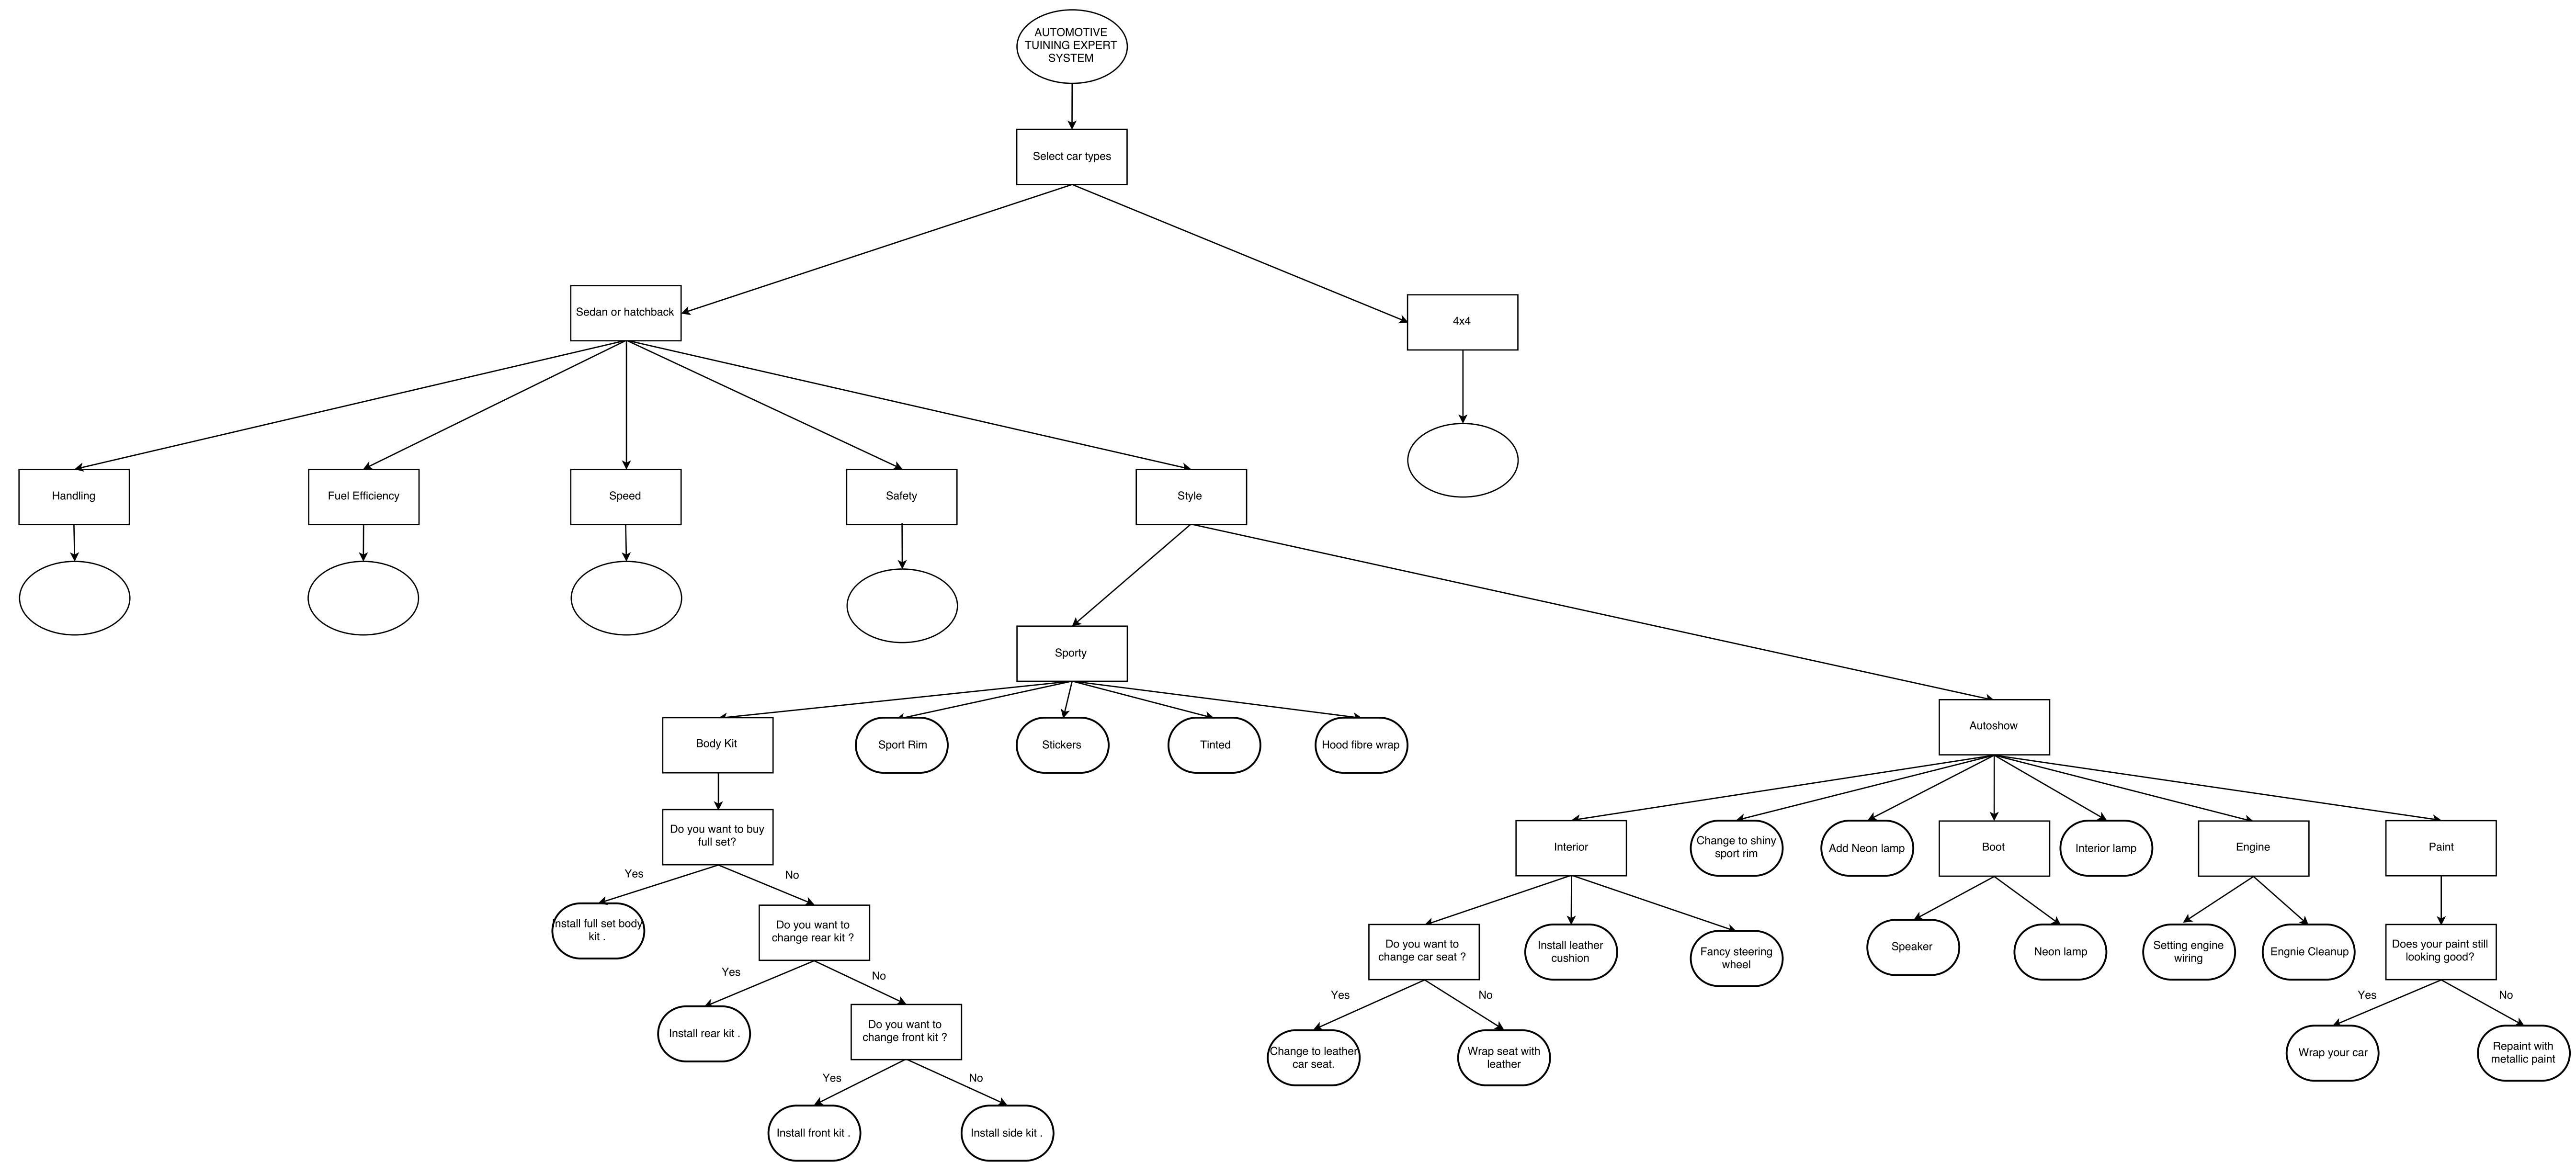 AUTOMOTIVE
TUINING EXPERT
SYSTEM
Select car types
Sedan or hatchback
4x4
Handling
Fuel Efficiency
Speed
Safety
Style
Sporty
Autoshow
Body Kit
Sport Rim
Stickers
Tinted
Hood fibre wrap
Do you want to buy
full set?
Yes
No
Install full set body
kit .
Do you want to
change rear kit ?
Yes
No
Install rear kit .
Do you want to
change front kit ?
Yes
No
Install front kit .
Install side kit .
Interior
Change to shiny
sport rim
Add Neon lamp
Boot
Interior lamp
Engine
Paint
Do you want to
change car seat ?
Install leather
cushion
Fancy steering
wheel
Speaker
Neon lamp
Setting engine
wiring
Engnie Cleanup
Does your paint still
looking good?
Yes
No
Change to leather
car seat.
Wrap seat with
leather
Yes
No
Wrap your car
Repaint with
metallic paint